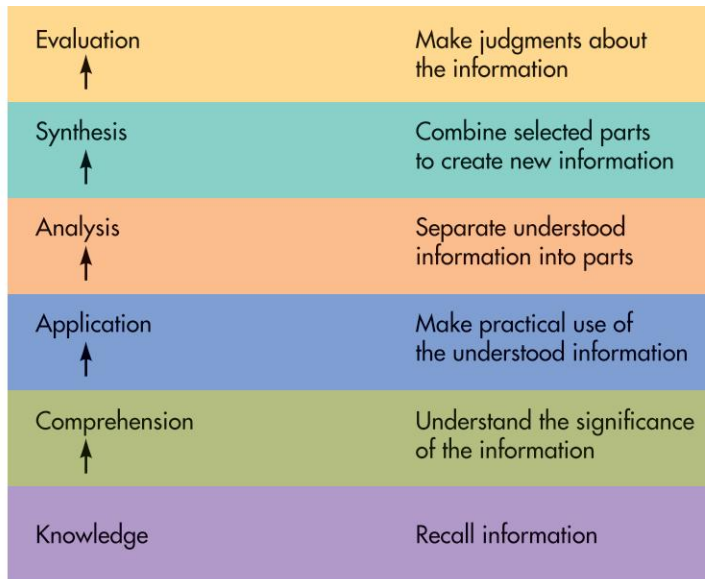 Evaluation
Make judgments about
the information
Synthesis
Combine selected parts
to create new information
Analysis
Separate understood
information into parts
Application
Make practical use of
the understood information
Comprehension
Understand the significance
of the information
Knowledge
Recall information